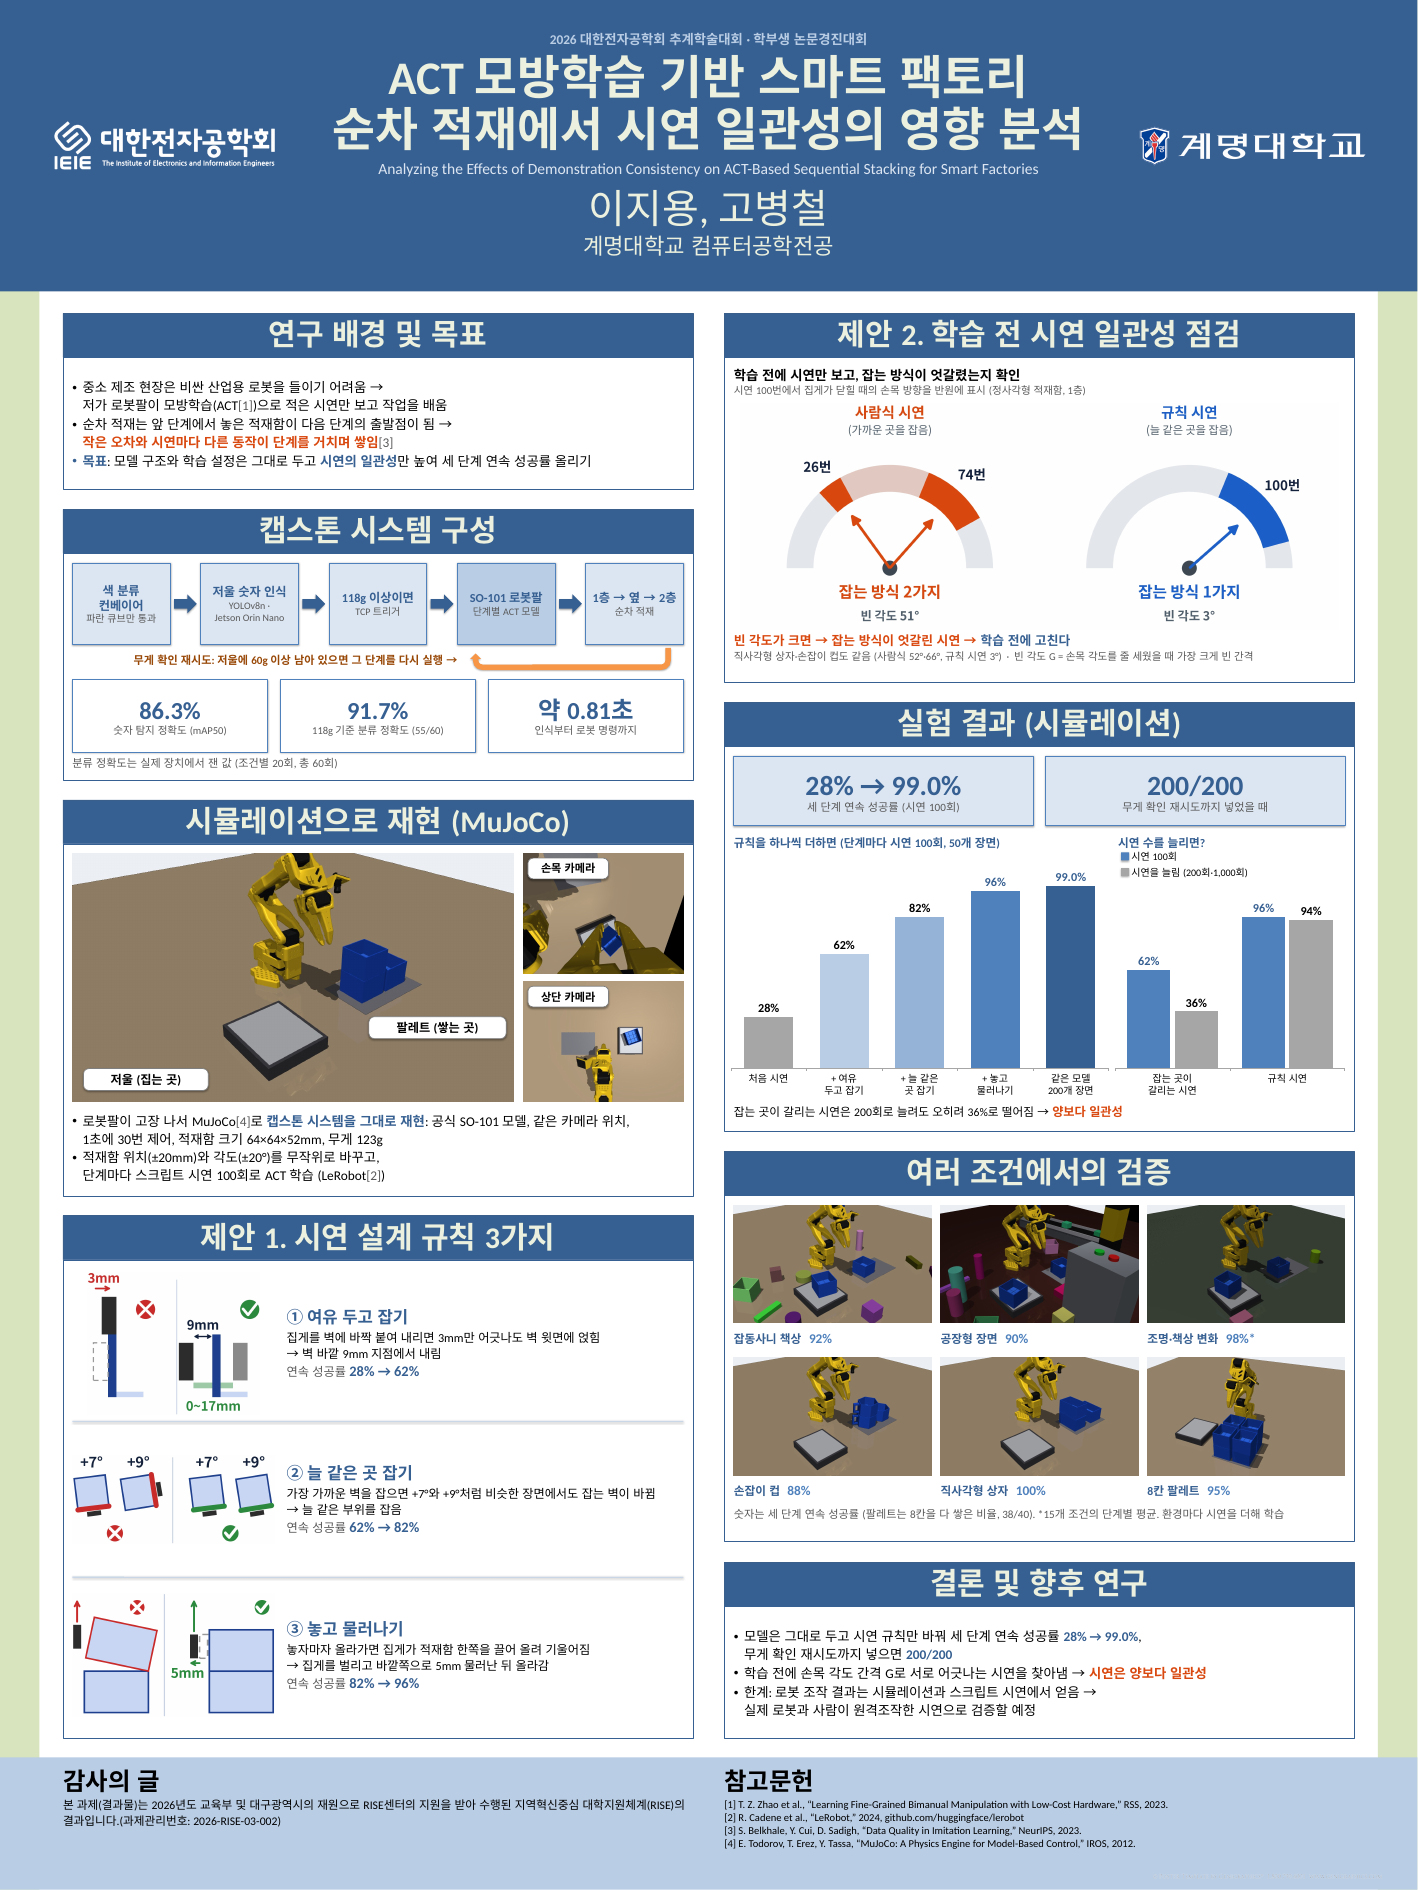 2026 대한전자공학회 추계학술대회 · 학부생 논문경진대회
ACT 모방학습 기반 스마트 팩토리
순차 적재에서 시연 일관성의 영향 분석
Analyzing the Effects of Demonstration Consistency on ACT-Based Sequential Stacking for Smart Factories
이지용, 고병철
계명대학교 컴퓨터공학전공
IEIE 대한전자공학회
The Institute of Electronics and Information Engineers
계명대학교
연구 배경 및 목표
• 중소 제조 현장은 비싼 산업용 로봇을 들이기 어려움 →
저가 로봇팔이 모방학습(ACT[1])으로 적은 시연만 보고 작업을 배움
• 순차 적재는 앞 단계에서 놓은 적재함이 다음 단계의 출발점이 됨 →
작은 오차와 시연마다 다른 동작이 단계를 거치며 쌓임[3]
• 목표: 모델 구조와 학습 설정은 그대로 두고 시연의 일관성만 높여 세 단계 연속 성공률 올리기
캡스톤 시스템 구성
색 분류
컨베이어
파란 큐브만 통과
저울 숫자 인식
YOLOv8n ·
Jetson Orin Nano
118g 이상이면
TCP 트리거
SO-101 로봇팔
단계별 ACT 모델
1층 → 옆 → 2층
순차 적재
무게 확인 재시도: 저울에 60g 이상 남아 있으면 그 단계를 다시 실행 →
86.3%
숫자 탐지 정확도 (mAP50)
91.7%
118g 기준 분류 정확도 (55/60)
약 0.81초
인식부터 로봇 명령까지
분류 정확도는 실제 장치에서 잰 값 (조건별 20회, 총 60회)
시뮬레이션으로 재현 (MuJoCo)
손목 카메라
상단 카메라
팔레트 (쌓는 곳)
저울 (집는 곳)
• 로봇팔이 고장 나서 MuJoCo[4]로 캡스톤 시스템을 그대로 재현: 공식 SO-101 모델, 같은 카메라 위치,
1초에 30번 제어, 적재함 크기 64×64×52mm, 무게 123g
• 적재함 위치(±20mm)와 각도(±20°)를 무작위로 바꾸고,
단계마다 스크립트 시연 100회로 ACT 학습 (LeRobot[2])
제안 1. 시연 설계 규칙 3가지
3mm
9mm
0~17mm
① 여유 두고 잡기
집게를 벽에 바짝 붙여 내리면 3mm만 어긋나도 벽 윗면에 얹힘
→ 벽 바깥 9mm 지점에서 내림
연속 성공률 28% → 62%
+7° +9° +7° +9°
② 늘 같은 곳 잡기
가장 가까운 벽을 잡으면 +7°와 +9°처럼 비슷한 장면에서도 잡는 벽이 바뀜
→ 늘 같은 부위를 잡음
연속 성공률 62% → 82%
5mm
③ 놓고 물러나기
놓자마자 올라가면 집게가 적재함 한쪽을 끌어 올려 기울어짐
→ 집게를 벌리고 바깥쪽으로 5mm 물러난 뒤 올라감
연속 성공률 82% → 96%
제안 2. 학습 전 시연 일관성 점검
학습 전에 시연만 보고, 잡는 방식이 엇갈렸는지 확인
시연 100번에서 집게가 닫힐 때의 손목 방향을 반원에 표시 (정사각형 적재함, 1층)
사람식 시연
(가까운 곳을 잡음)
26번
74번
잡는 방식 2가지
빈 각도 51°
규칙 시연
(늘 같은 곳을 잡음)
100번
잡는 방식 1가지
빈 각도 3°
빈 각도가 크면 → 잡는 방식이 엇갈린 시연 → 학습 전에 고친다
직사각형 상자·손잡이 컵도 같음 (사람식 52°·66°, 규칙 시연 3°) · 빈 각도 G = 손목 각도를 줄 세웠을 때 가장 크게 빈 간격
실험 결과 (시뮬레이션)
28% → 99.0%
세 단계 연속 성공률 (시연 100회)
200/200
무게 확인 재시도까지 넣었을 때
규칙을 하나씩 더하면 (단계마다 시연 100회, 50개 장면)
28%
62%
82%
96%
99.0%
처음 시연
+ 여유
두고 잡기
+ 늘 같은
곳 잡기
+ 놓고
물러나기
같은 모델
200개 장면
시연 수를 늘리면?
시연 100회
시연을 늘림 (200회·1,000회)
62%
36%
96%
94%
잡는 곳이
갈리는 시연
규칙 시연
잡는 곳이 갈리는 시연은 200회로 늘려도 오히려 36%로 떨어짐 → 양보다 일관성
여러 조건에서의 검증
잡동사니 책상 92%
공장형 장면 90%
조명·책상 변화 98%*
손잡이 컵 88%
직사각형 상자 100%
8칸 팔레트 95%
숫자는 세 단계 연속 성공률 (팔레트는 8칸을 다 쌓은 비율, 38/40). *15개 조건의 단계별 평균. 환경마다 시연을 더해 학습
결론 및 향후 연구
• 모델은 그대로 두고 시연 규칙만 바꿔 세 단계 연속 성공률 28% → 99.0%,
무게 확인 재시도까지 넣으면 200/200
• 학습 전에 손목 각도 간격 G로 서로 어긋나는 시연을 찾아냄 → 시연은 양보다 일관성
• 한계: 로봇 조작 결과는 시뮬레이션과 스크립트 시연에서 얻음 →
실제 로봇과 사람이 원격조작한 시연으로 검증할 예정
감사의 글
본 과제(결과물)는 2026년도 교육부 및 대구광역시의 재원으로 RISE센터의 지원을 받아 수행된 지역혁신중심 대학지원체계(RISE)의
결과입니다.(과제관리번호: 2026-RISE-03-002)
참고문헌
[1] T. Z. Zhao et al., “Learning Fine-Grained Bimanual Manipulation with Low-Cost Hardware,” RSS, 2023.
[2] R. Cadene et al., “LeRobot,” 2024, github.com/huggingface/lerobot
[3] S. Belkhale, Y. Cui, D. Sadigh, “Data Quality in Imitation Learning,” NeurIPS, 2023.
[4] E. Todorov, T. Erez, Y. Tassa, “MuJoCo: A Physics Engine for Model-Based Control,” IROS, 2012.